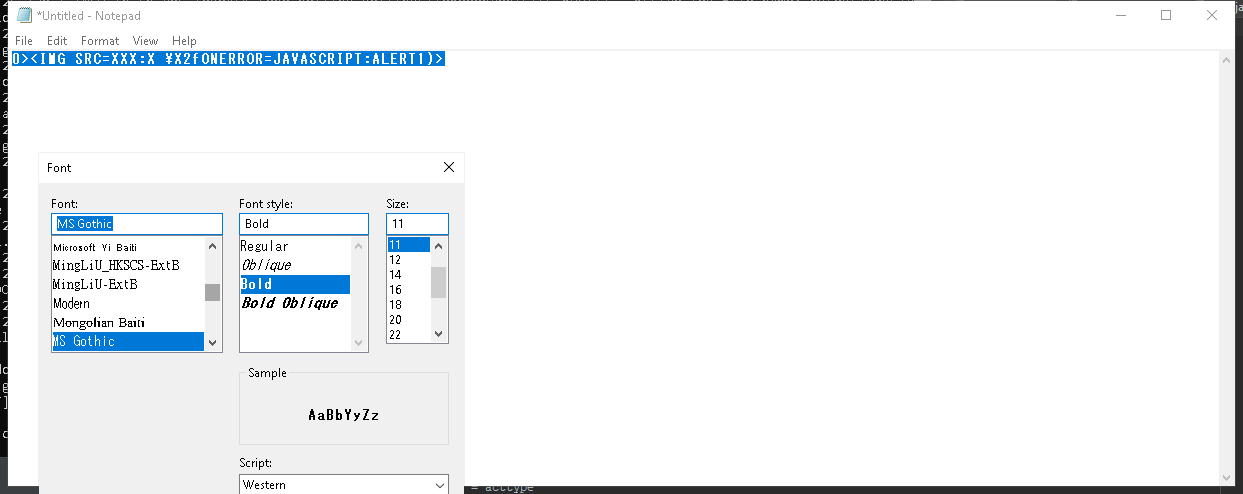 *Untitled - Notepad
File Edit Format View Help
O><IMG SRC=XXX:X ¥X2fONERROR=JAVASCRIPT:ALERT1)>
Font
Font: Font style: Size:
MS Gothic Bold 11
Microsoft Yi Baiti Regular 11
MingLiU_HKSCS-ExtB Oblique 12
MingLiU-ExtB Bold 14
Modern Bold Oblique 16
Mongolian Baiti 18
MS Gothic 20
22
Sample
AaBbYyZz
Script:
Western
= acttype